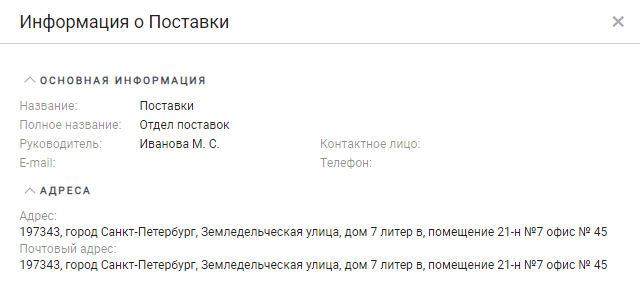 Информация о Поставки
ОСНОВНАЯ ИНФОРМАЦИЯ
Название: Поставки
Полное название: Отдел поставок
Руководитель: Иванова М. С. Контактное лицо:
E-mail: Телефон:
АДРЕСА
Адрес:
197343, город Санкт-Петербург, Земледельческая улица, дом 7 литер в, помещение 21-н №7 офис № 45
Почтовый адрес:
197343, город Санкт-Петербург, Земледельческая улица, дом 7 литер в, помещение 21-н №7 офис № 45